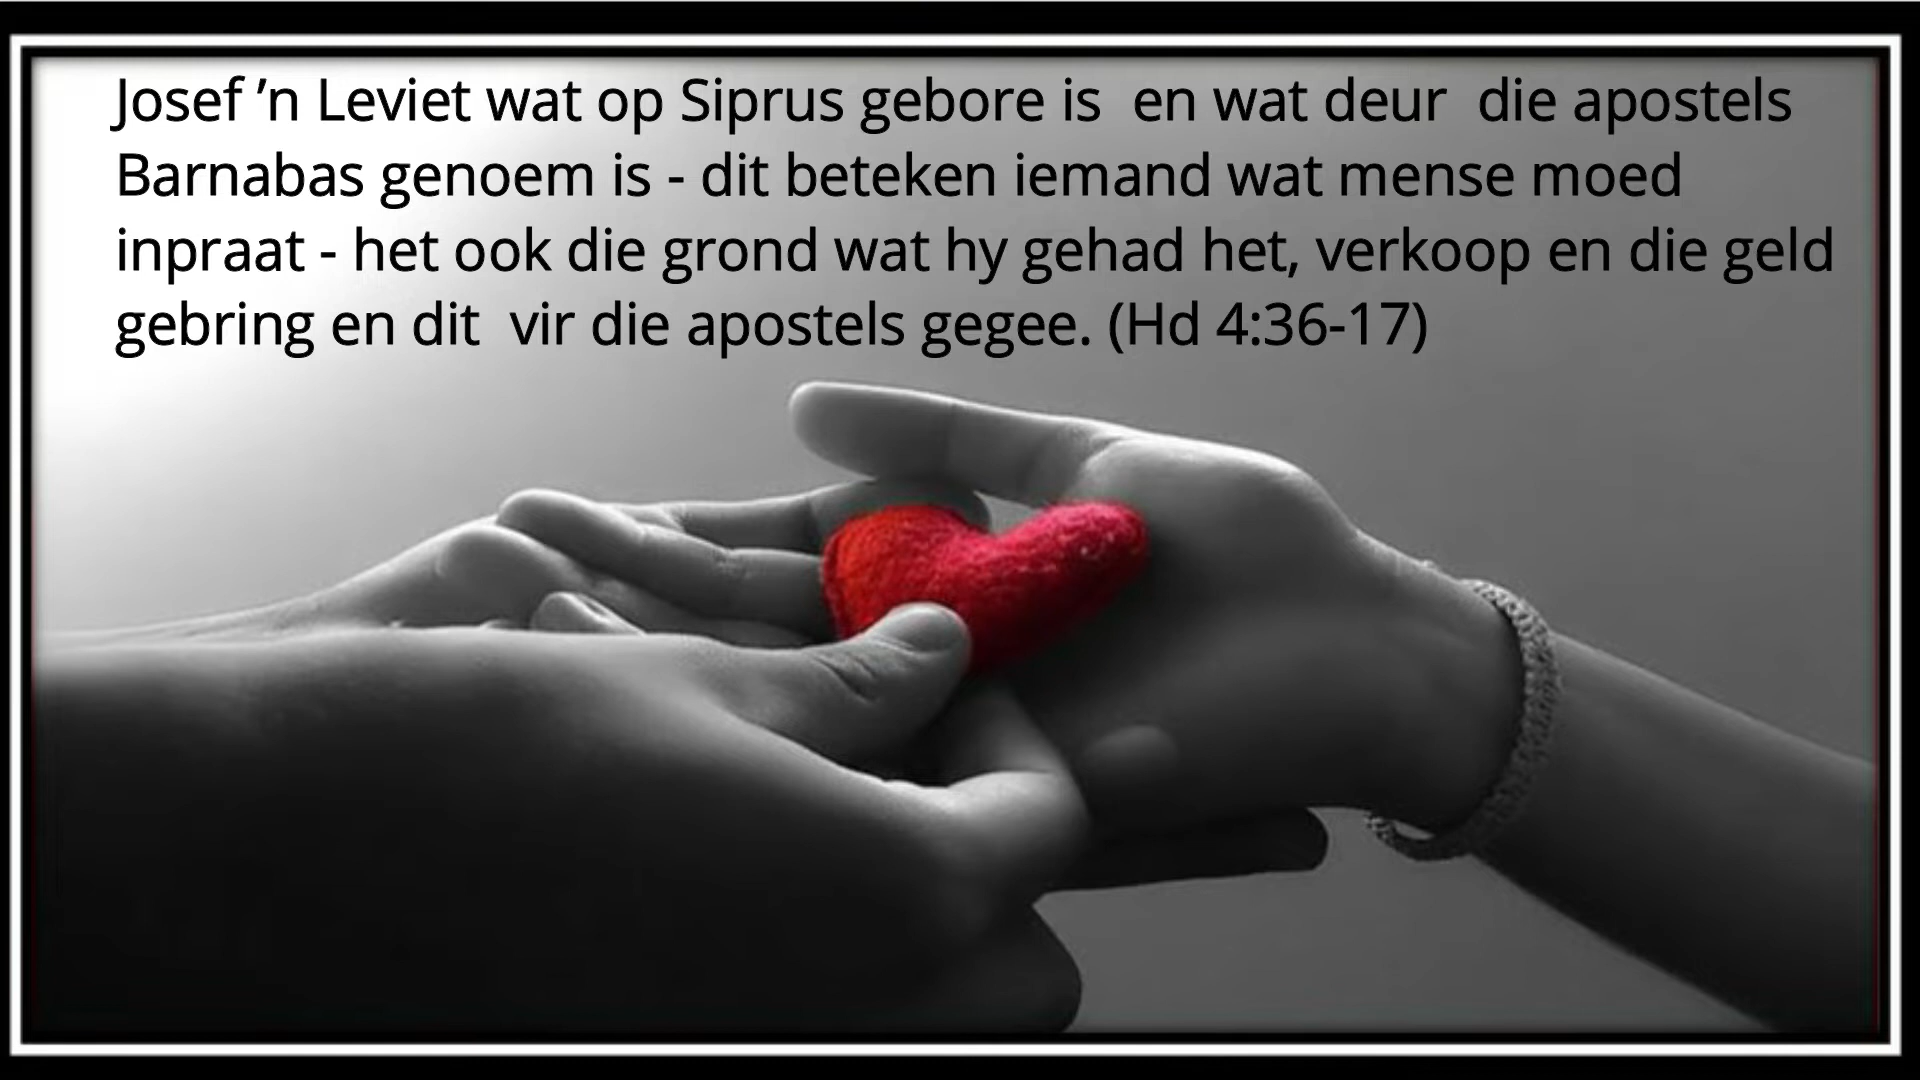 Josef ’n Leviet wat op Siprus gebore is  en wat deur  die apostels
Barnabas genoem is - dit beteken iemand wat mense moed
inpraat - het ook die grond wat hy gehad het, verkoop en die geld
gebring en dit  vir die apostels gegee. (Hd 4:36-17)